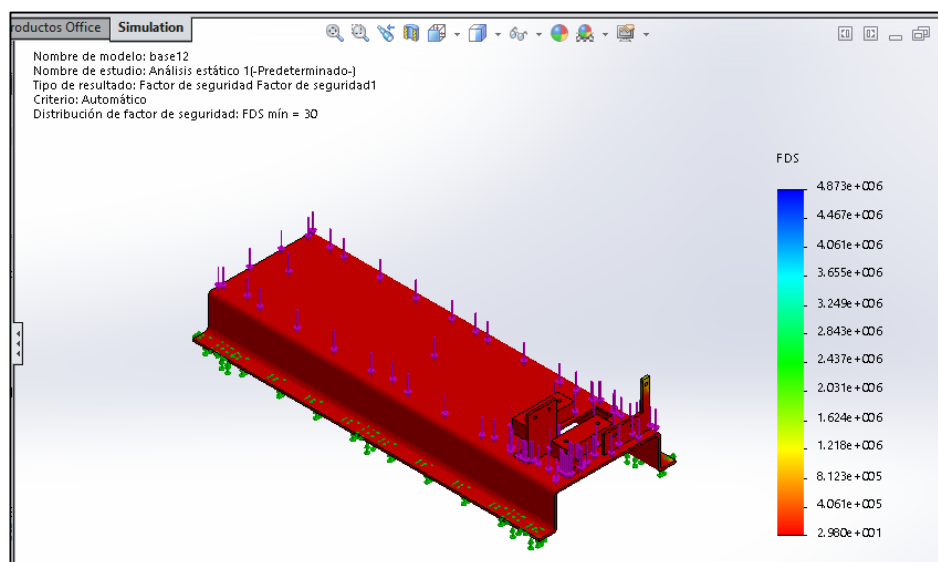 roductos Office Simulation
Nombre de modelo: base12
Nombre de estudio: Análisis estático 1(-Predeterminado-)
Tipo de resultado: Factor de seguridad Factor de seguridad1
Criterio: Automático
Distribución de factor de seguridad: FDS mín = 30
FDS
4.873e+006
4.467e+006
4.061e+006
3.655e+006
3.249e+006
2.843e+006
2.437e+006
2.031e+006
1.624e+006
1.218e+006
8.123e+005
4.061e+005
2.980e+001